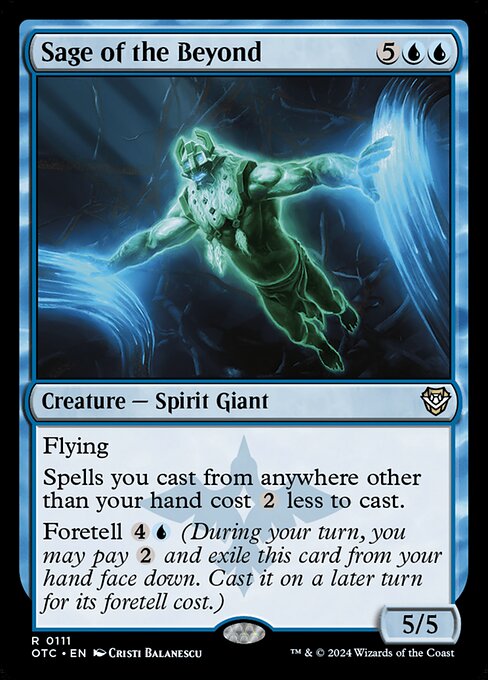 Sage of the Beyond 5
Creature — Spirit Giant
Flying
Spells you cast from anywhere other
than your hand cost 2 less to cast.
Foretell 4 (During your turn, you
may pay 2 and exile this card from your
hand face down. Cast it on a later turn
for its foretell cost.)
5/5
R 0111
OTC • EN Cristi Balanescu
™ & © 2024 Wizards of the Coast